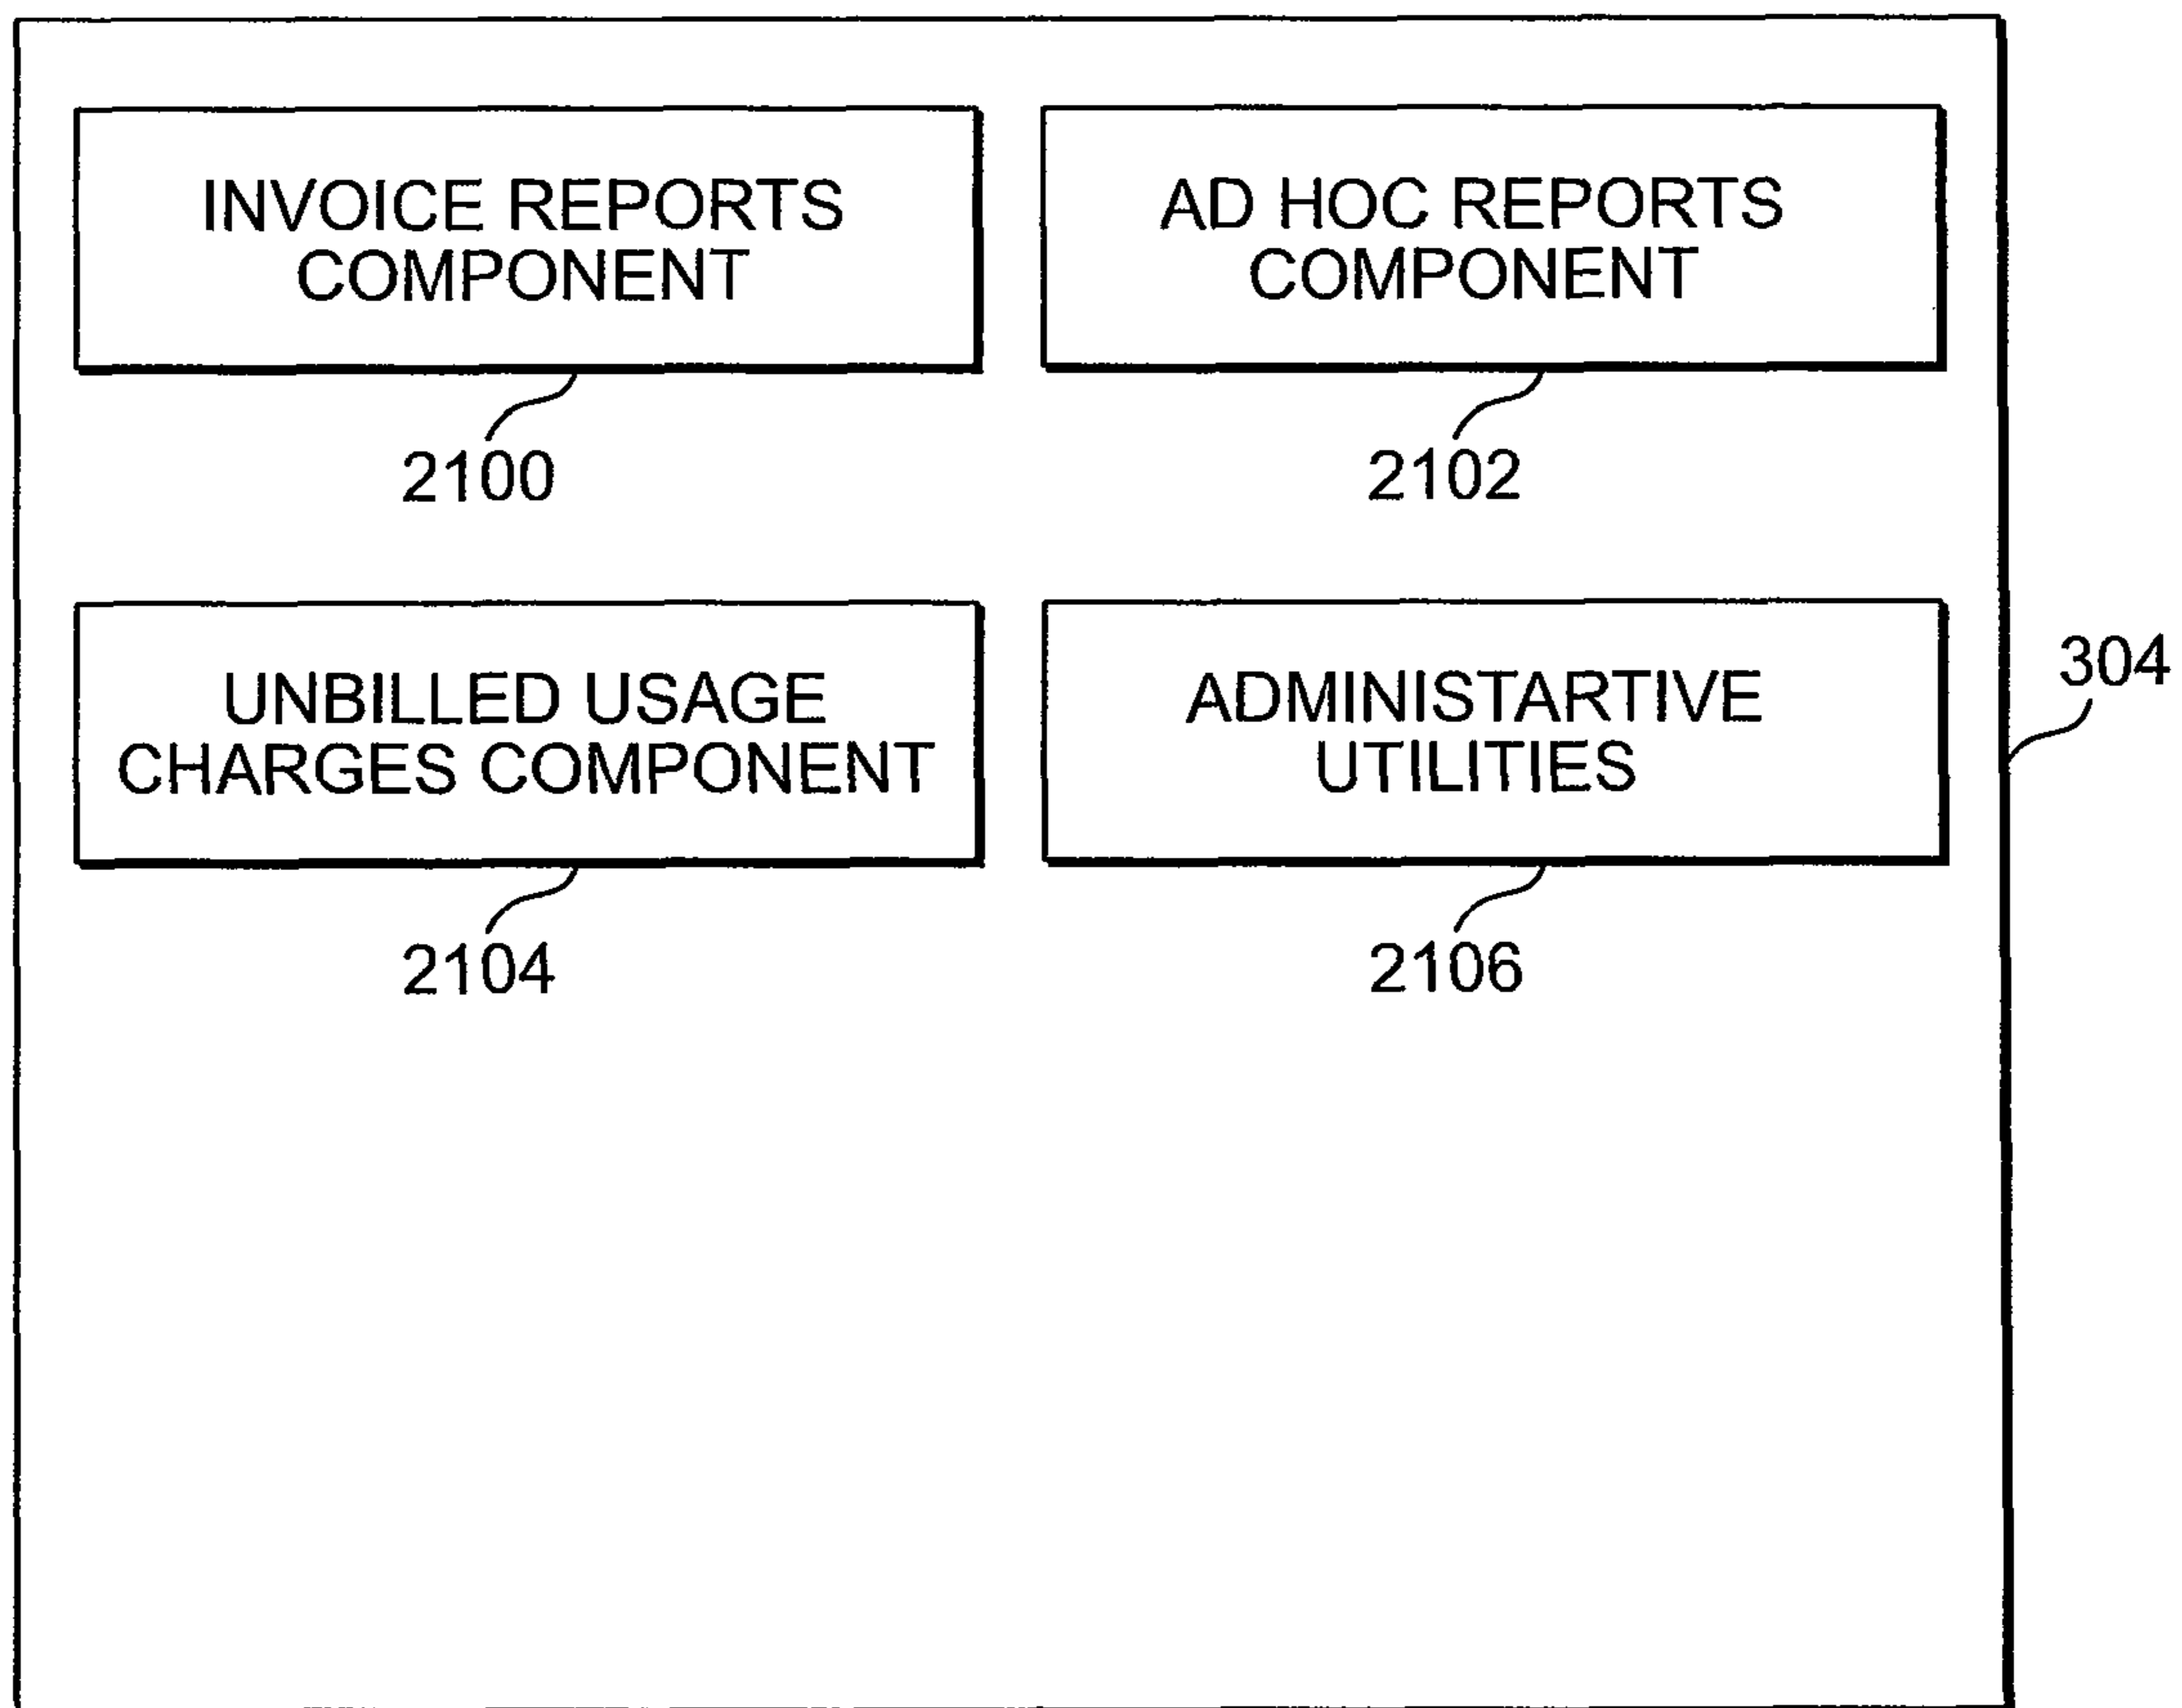 INVOICE REPORTS
COMPONENT
2100
AD HOC REPORTS
COMPONENT
2102
UNBILLED USAGE
CHARGES COMPONENT
2104
ADMINISTARTIVE
UTILITIES
2106
304